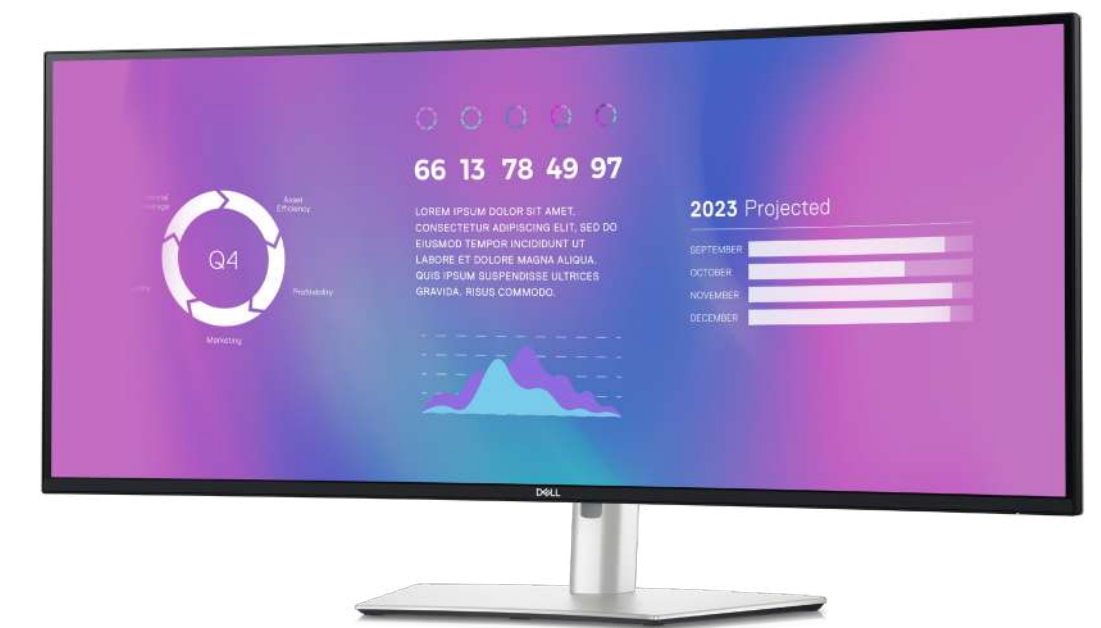 Asset
Efficiency
Q4
Profitability
Marketing
66 13 78 49 97
LOREM IPSUM DOLOR SIT AMET,
CONSECTETUR ADIPISCING ELIT, SED DO
EIUSMOD TEMPOR INCIDIDUNT UT
LABORE ET DOLORE MAGNA ALIQUA.
QUIS IPSUM SUSPENDISSE ULTRICES
GRAVIDA. RISUS COMMODO.
2023 Projected
SEPTEMBER
OCTOBER
NOVEMBER
DECEMBER
DELL